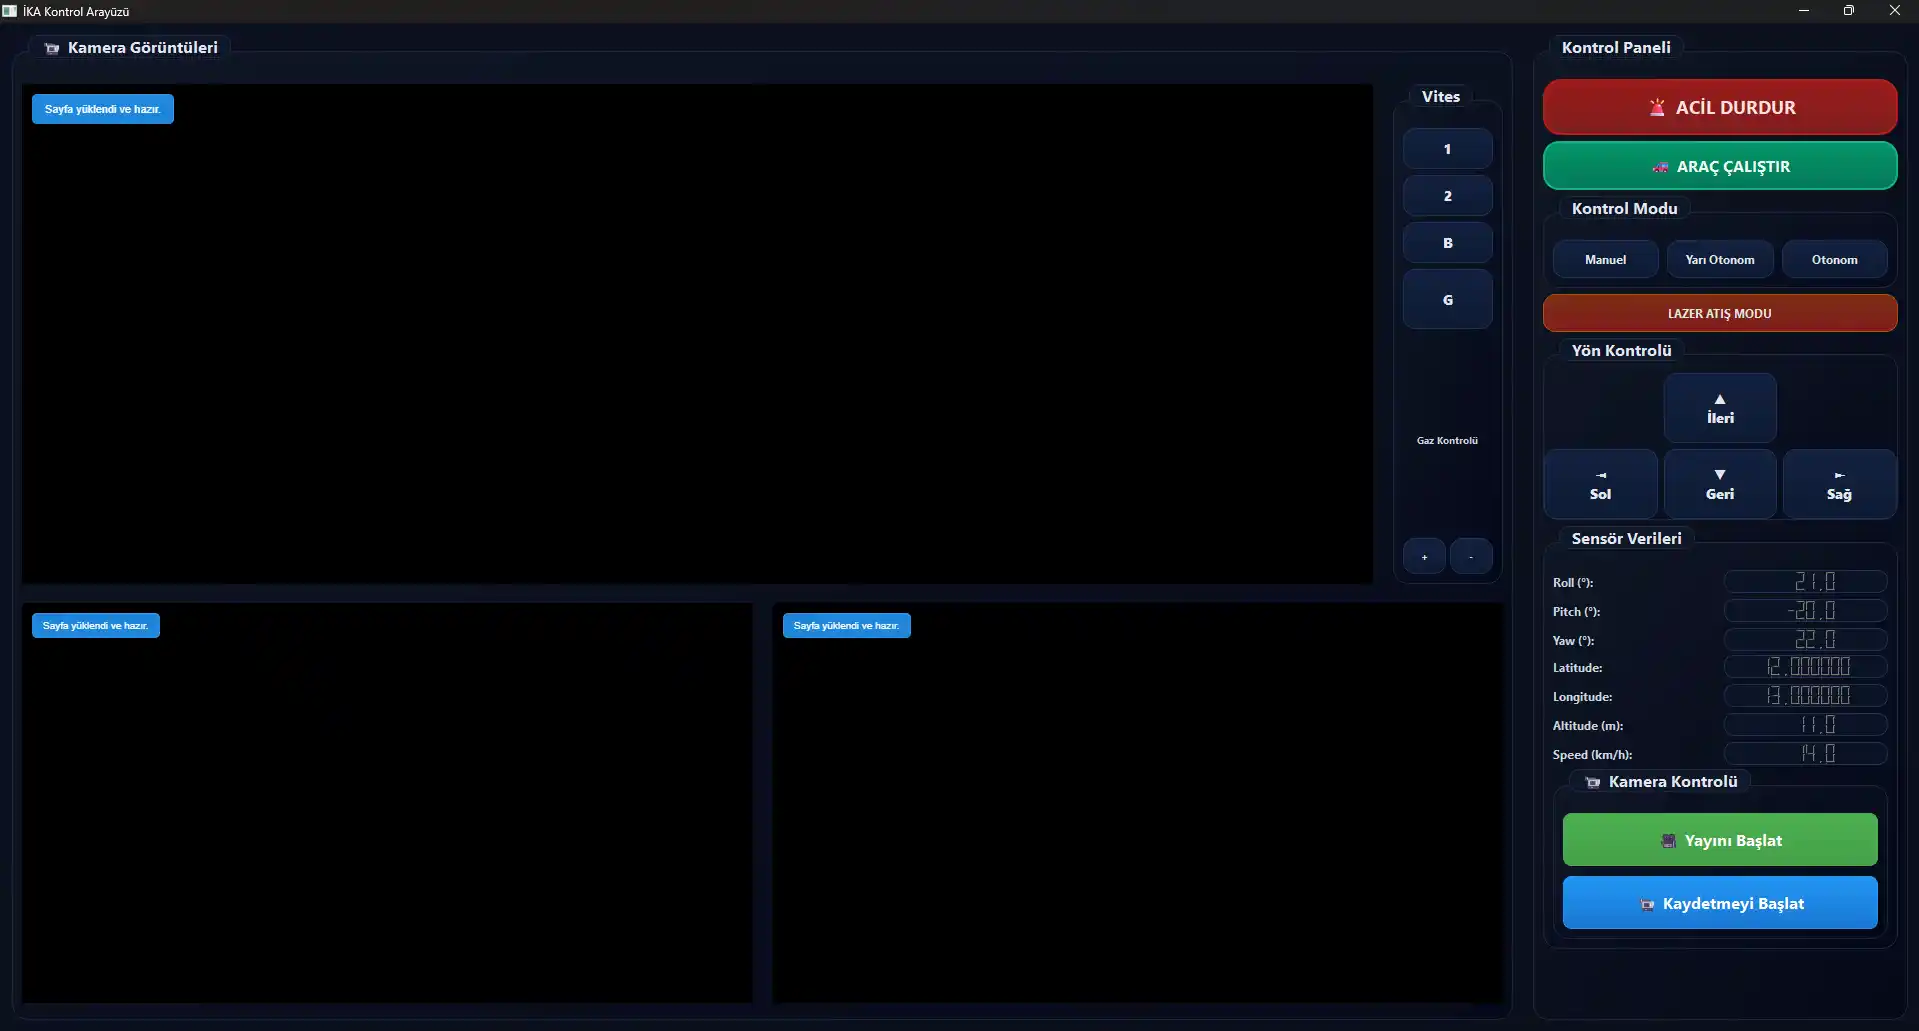 İKA Kontrol Arayüzü
Kamera Görüntüleri
Sayfa yüklendi ve hazır.
Vites
1
2
B
G
Gaz Kontrolü
+
-
Sayfa yüklendi ve hazır.
Sayfa yüklendi ve hazır.
Kontrol Paneli
ACİL DURDUR
ARAÇ ÇALIŞTIR
Kontrol Modu
Manuel
Yarı Otonom
Otonom
LAZER ATIŞ MODU
Yön Kontrolü
▲
İleri
Sol
▼
Geri
Sağ
Sensör Verileri
Roll (°): 21.0
Pitch (°): -20.0
Yaw (°): 22.0
Latitude: 12.000000
Longitude: 13.000000
Altitude (m): 11.0
Speed (km/h): 14.0
Kamera Kontrolü
Yayını Başlat
Kaydetmeyi Başlat